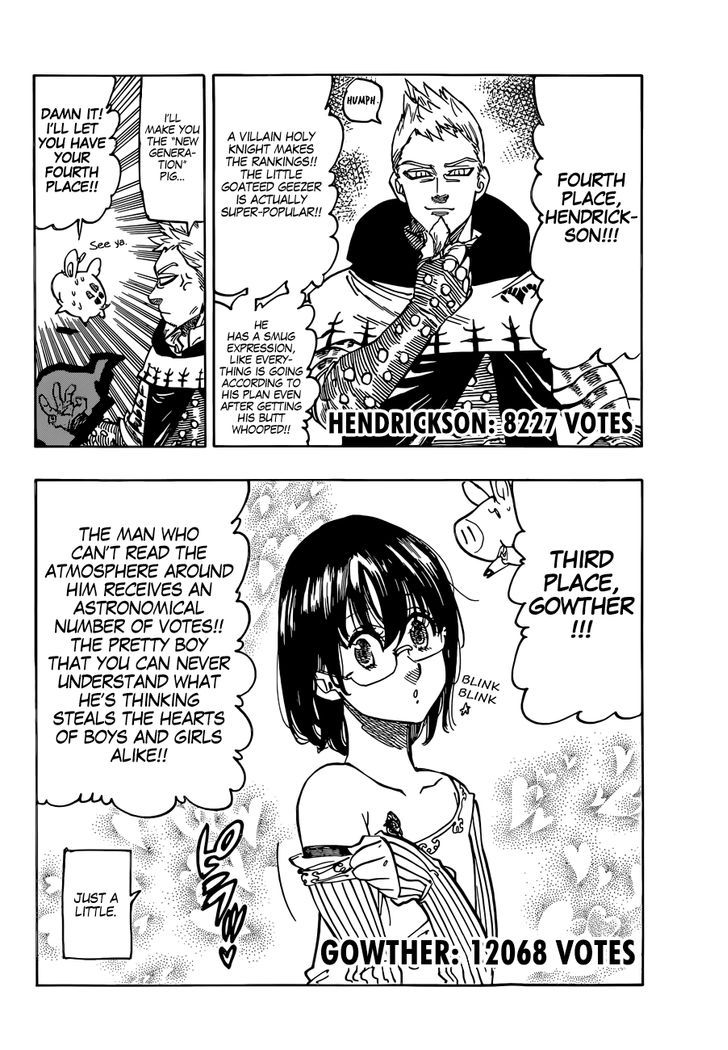 FOURTH
PLACE,
HENDRICK-
SON!!!
HUMPH.
A VILLAIN HOLY
KNIGHT MAKES
THE RANKINGS!!
THE LITTLE
GOATEED GEEZER
IS ACTUALLY
SUPER-POPULAR!!
HE
HAS A SMUG
EXPRESSION,
LIKE EVERY-
THING IS GOING
ACCORDING TO
HIS PLAN EVEN
AFTER GETTING
HIS BUTT
WHOOPED!!
HENDRICKSON: 8227 VOTES
I'LL
MAKE YOU
THE "NEW
GENERA-
TION"
PIG...
DAMN IT!
I'LL LET
YOU HAVE
YOUR
FOURTH
PLACE!!
See ya.
THIRD
PLACE,
GOWTHER
!!!
THE MAN WHO
CAN'T READ THE
ATMOSPHERE AROUND
HIM RECEIVES AN
ASTRONOMICAL
NUMBER OF VOTES!!
THE PRETTY BOY
THAT YOU CAN NEVER
UNDERSTAND WHAT
HE'S THINKING
STEALS THE HEARTS
OF BOYS AND GIRLS
ALIKE!!
BLINK
BLINK
☆
JUST A
LITTLE.
GOWTHER: 12068 VOTES